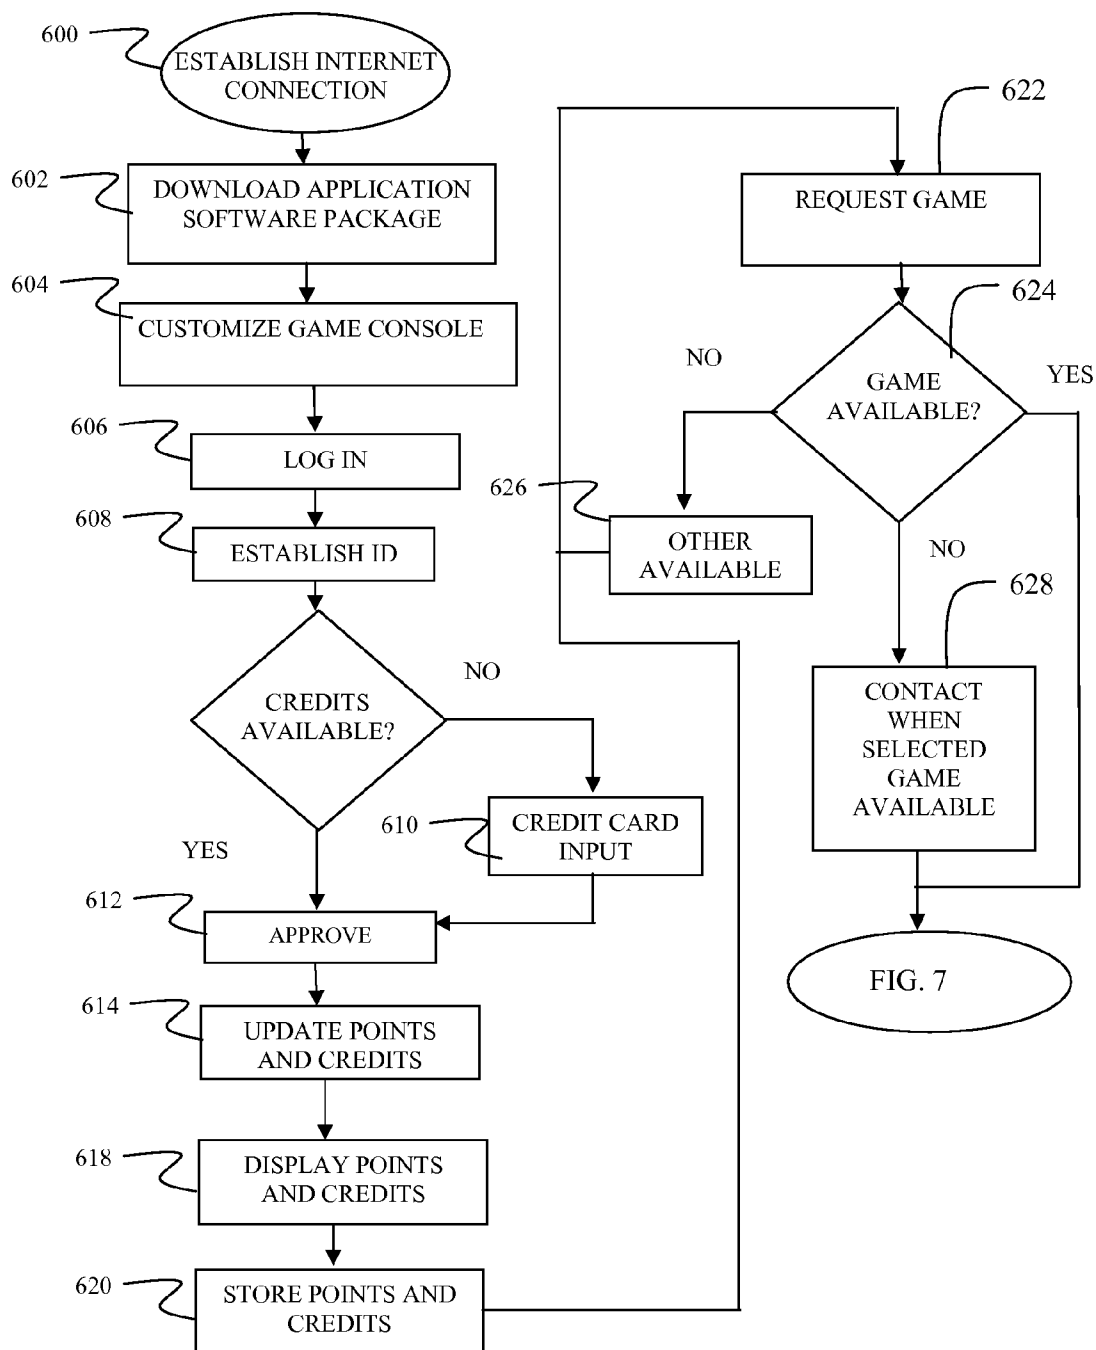 600
ESTABLISH INTERNET
CONNECTION
602
DOWNLOAD APPLICATION
SOFTWARE PACKAGE
604
CUSTOMIZE GAME CONSOLE
606
LOG IN
608
ESTABLISH ID
CREDITS
AVAILABLE?
NO
YES
610
CREDIT CARD
INPUT
612
APPROVE
614
UPDATE POINTS
AND CREDITS
618
DISPLAY POINTS
AND CREDITS
620
STORE POINTS AND
CREDITS
622
REQUEST GAME
624
GAME
AVAILABLE?
NO
YES
626
OTHER
AVAILABLE
NO
628
CONTACT
WHEN
SELECTED
GAME
AVAILABLE
FIG. 7